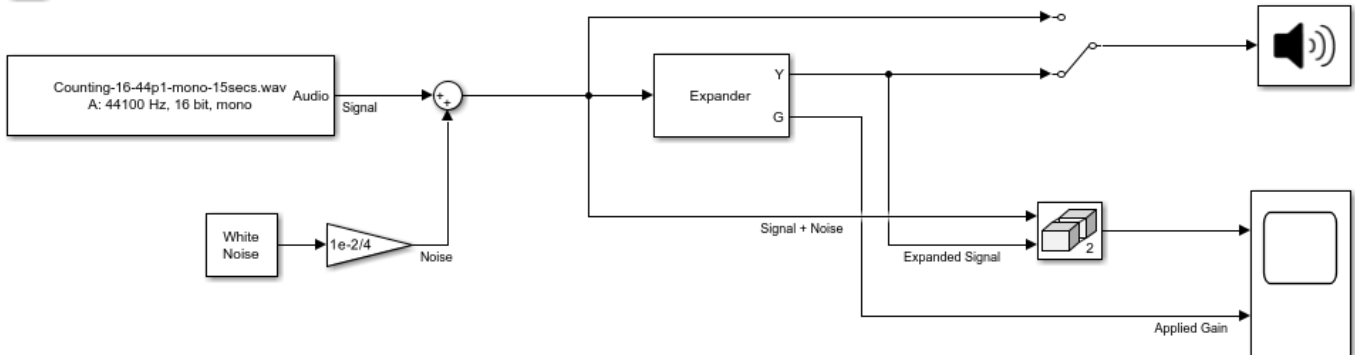 Counting-16-44p1-mono-15secs.wav
A: 44100 Hz, 16 bit, mono
Audio
Signal
+
+
Expander
Y
G
White
Noise
1e-2/4
Noise
Signal + Noise
Expanded Signal
2
Applied Gain